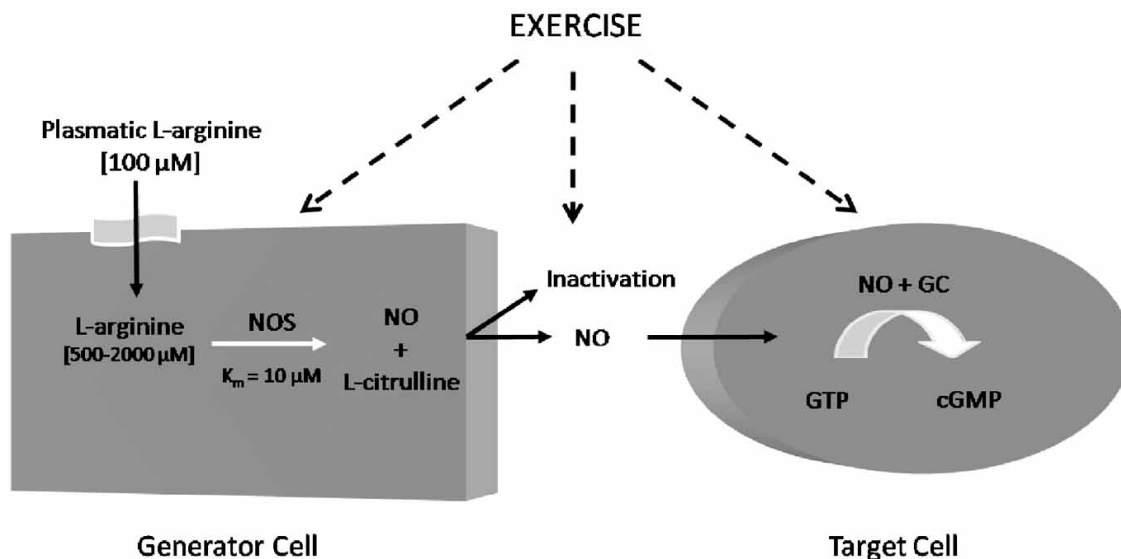 EXERCISE
Plasmatic L-arginine
[100 µM]
Inactivation
NO + GC
L-arginine
[500-2000 µM]
NOS
Km = 10 µM
NO
+
L-citrulline
NO
GTP
cGMP
Generator Cell
Target Cell